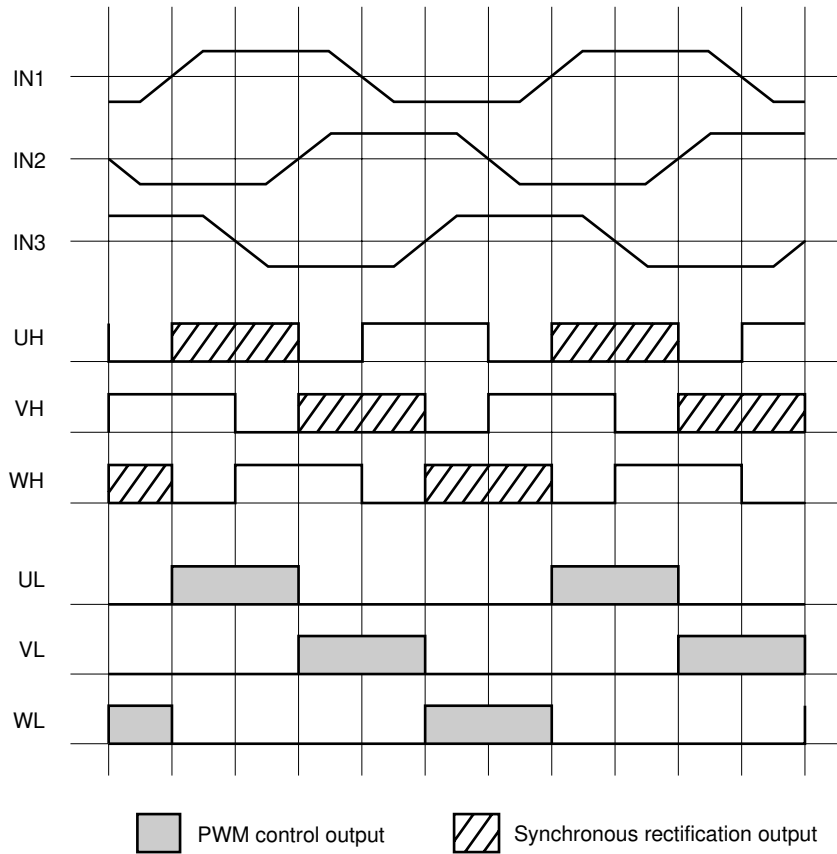 IN1
IN2
IN3
UH
VH
WH
UL
VL
WL
PWM control output
Synchronous rectification output